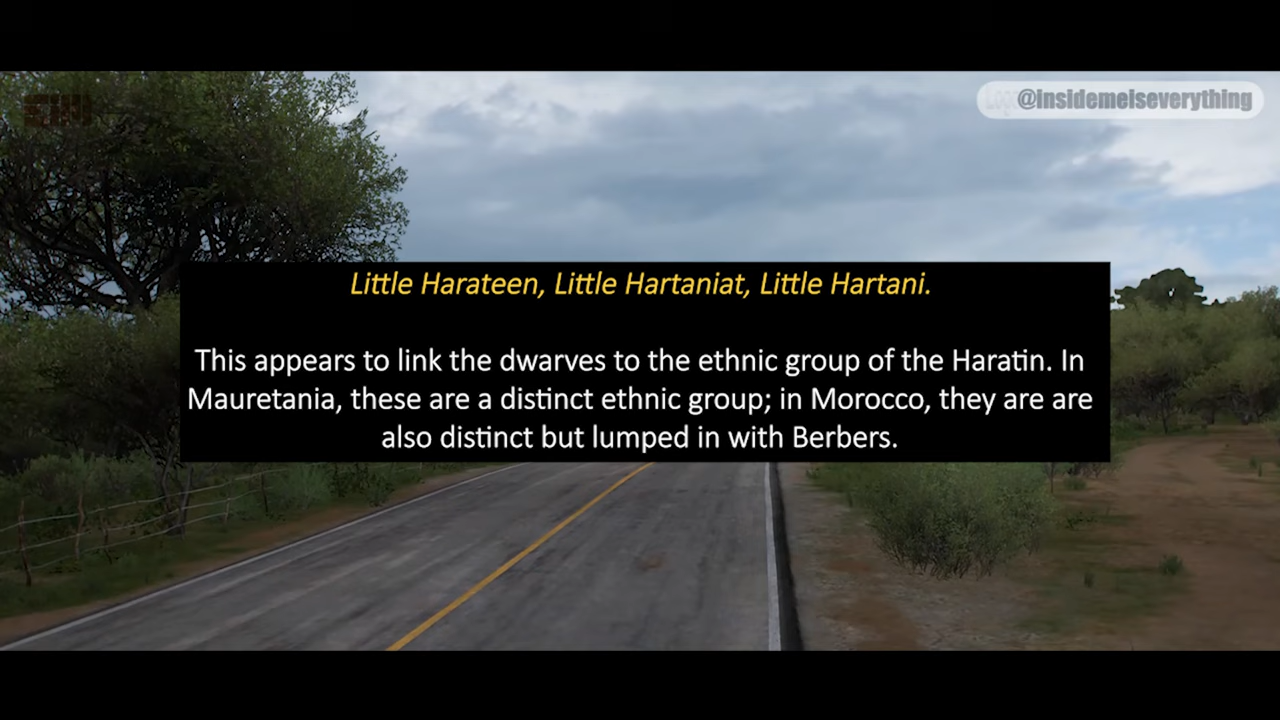 @insidemeiseverything
Little Harateen, Little Hartaniat, Little Hartani.
This appears to link the dwarves to the ethnic group of the Haratin. In
Mauretania, these are a distinct ethnic group; in Morocco, they are are
also distinct but lumped in with Berbers.